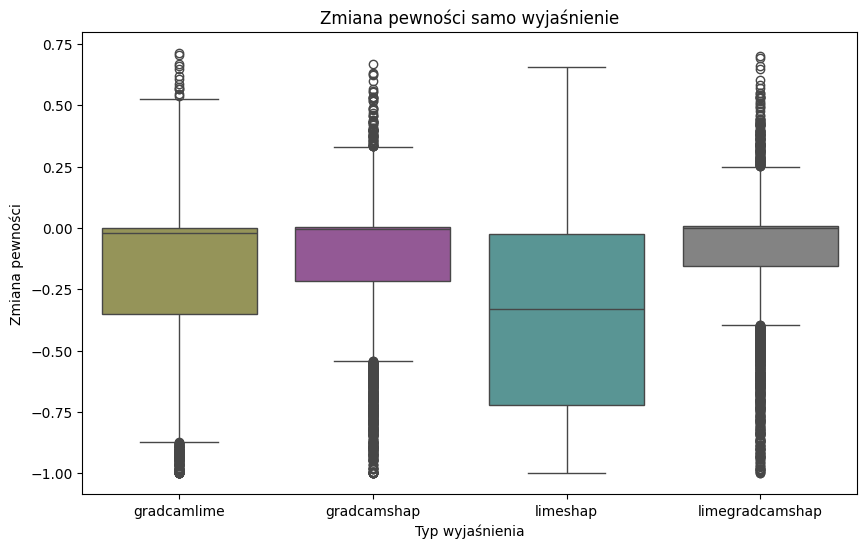 Zmiana pewności samo wyjaśnienie
Zmiana pewności
0.75
0.50
0.25
0.00
−0.25
−0.50
−0.75
−1.00
gradcamlime
gradcamshap
limeshap
limegradcamshap
Typ wyjaśnienia